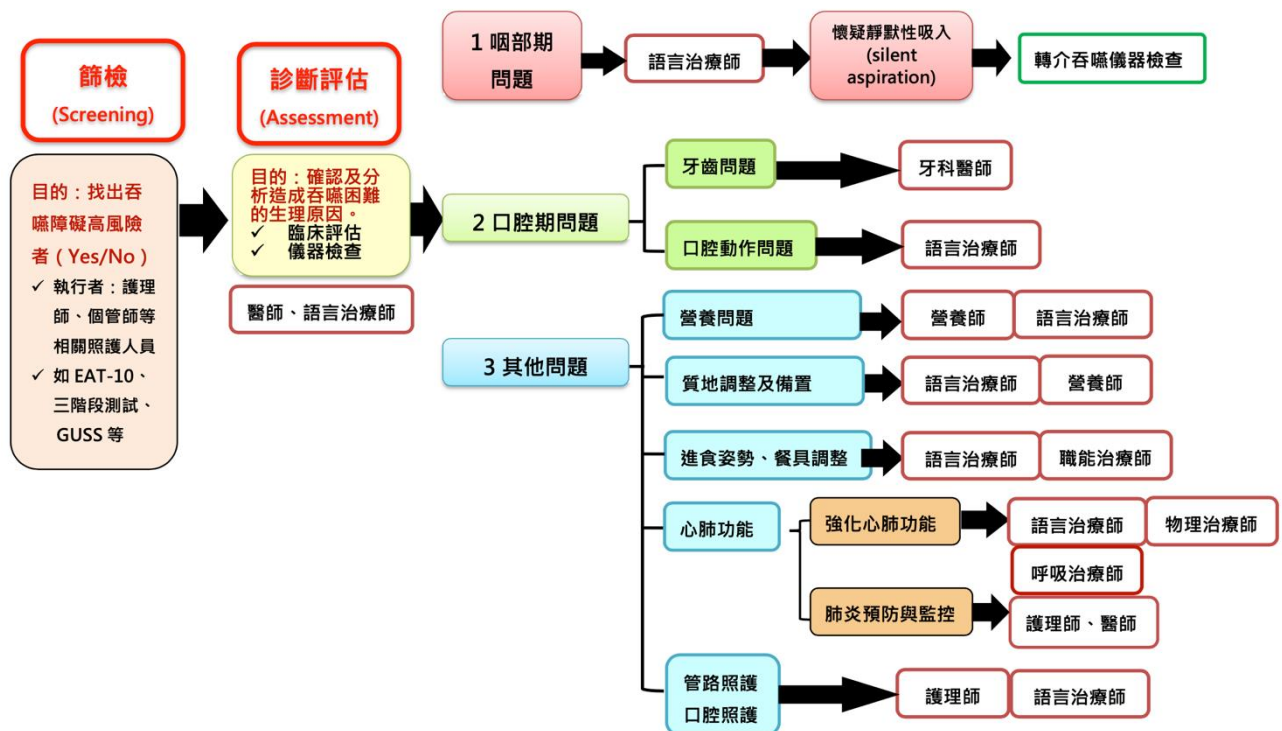 篩檢
(Screening)
目的：找出吞
嚥障礙高風險
者（Yes/No）
✓ 執行者：護理
師、個管師等
相關照護人員
✓ 如 EAT-10、
三階段測試、
GUSS 等
診斷評估
(Assessment)
目的：確認及分
析造成吞嚥困難
的生理原因。
✓ 臨床評估
✓ 儀器檢查
醫師、語言治療師
1 咽部期
問題
語言治療師
懷疑靜默性吸入
(silent
aspiration)
轉介吞嚥儀器檢查
2 口腔期問題
牙齒問題
牙科醫師
口腔動作問題
語言治療師
3 其他問題
營養問題
營養師
語言治療師
質地調整及備置
語言治療師
營養師
進食姿勢、餐具調整
語言治療師
職能治療師
心肺功能
強化心肺功能
語言治療師
物理治療師
呼吸治療師
肺炎預防與監控
護理師、醫師
管路照護
口腔照護
護理師
語言治療師